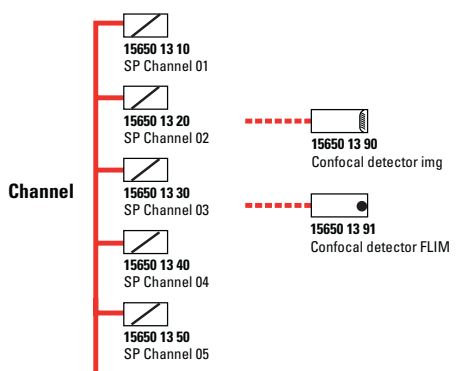 15650 13 10
SP Channel 01
15650 13 20
SP Channel 02
15650 13 90
Confocal detector img
Channel
15650 13 30
SP Channel 03
15650 13 91
Confocal detector FLIM
15650 13 40
SP Channel 04
15650 13 50
SP Channel 05